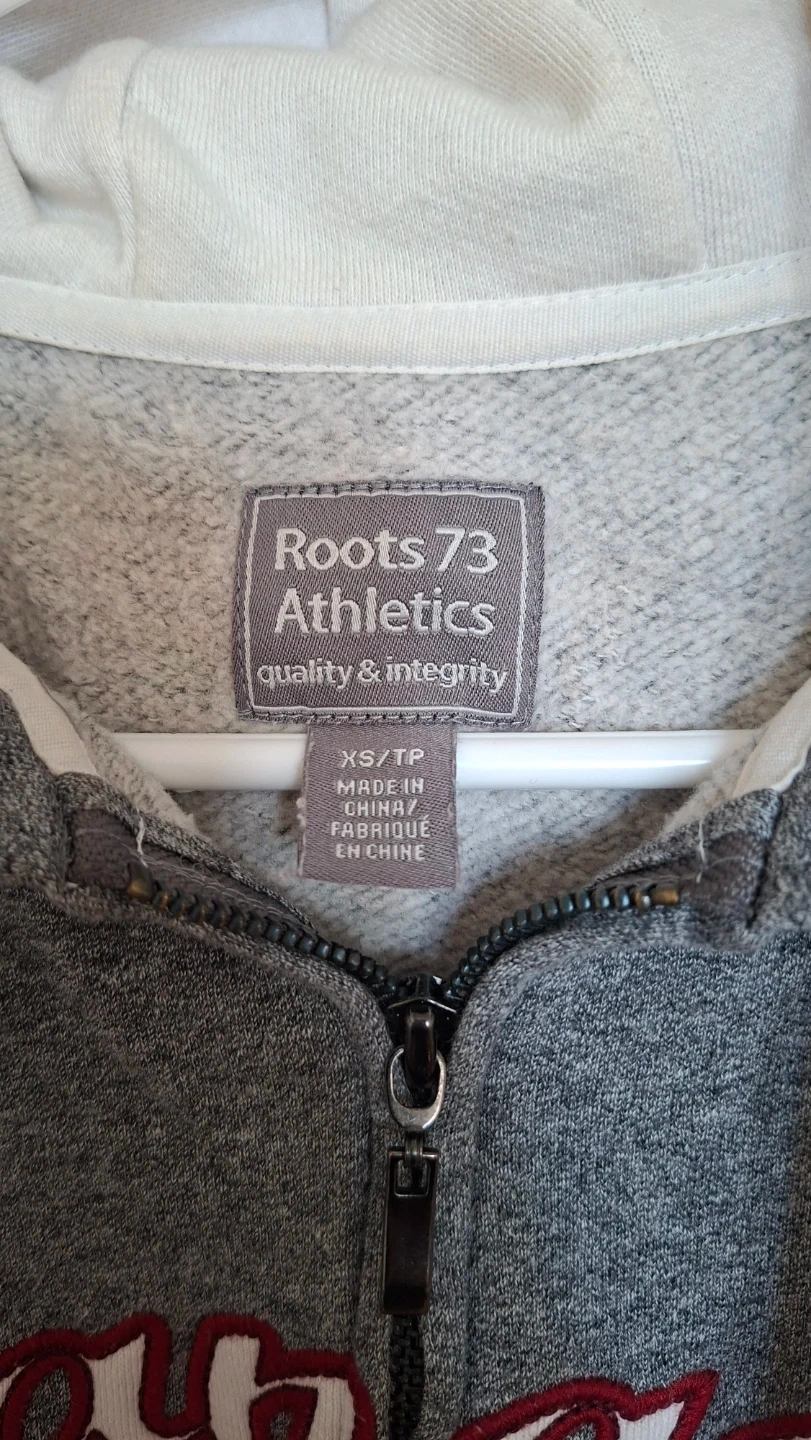 Roots 73
Athletics
quality & integrity
XS/TP
MADE IN
CHINA/
FABRIQUÉ
EN CHINE